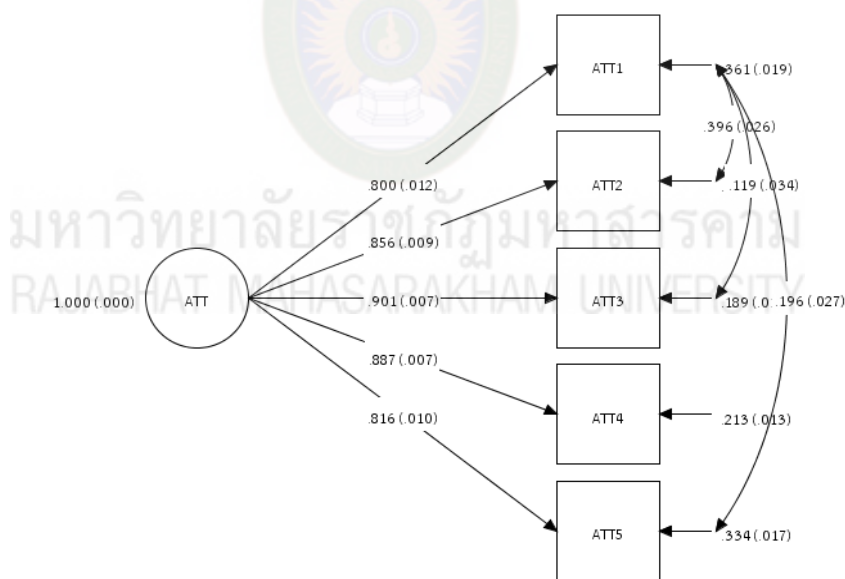 ATT1
.361 (.019)
.396 (.026)
.800 (.012)
ATT2
.119 (.034)
มหาวิทยาลัยราชภัฏมหาสารคาม
.856 (.009)
RAJABHAT MAHASARAKHAM UNIVERSITY
1.000 (.000)
ATT
.901 (.007)
ATT3
.189
.196 (.027)
.887 (.007)
.816 (.010)
ATT4
.213 (.013)
ATT5
.334 (.017)